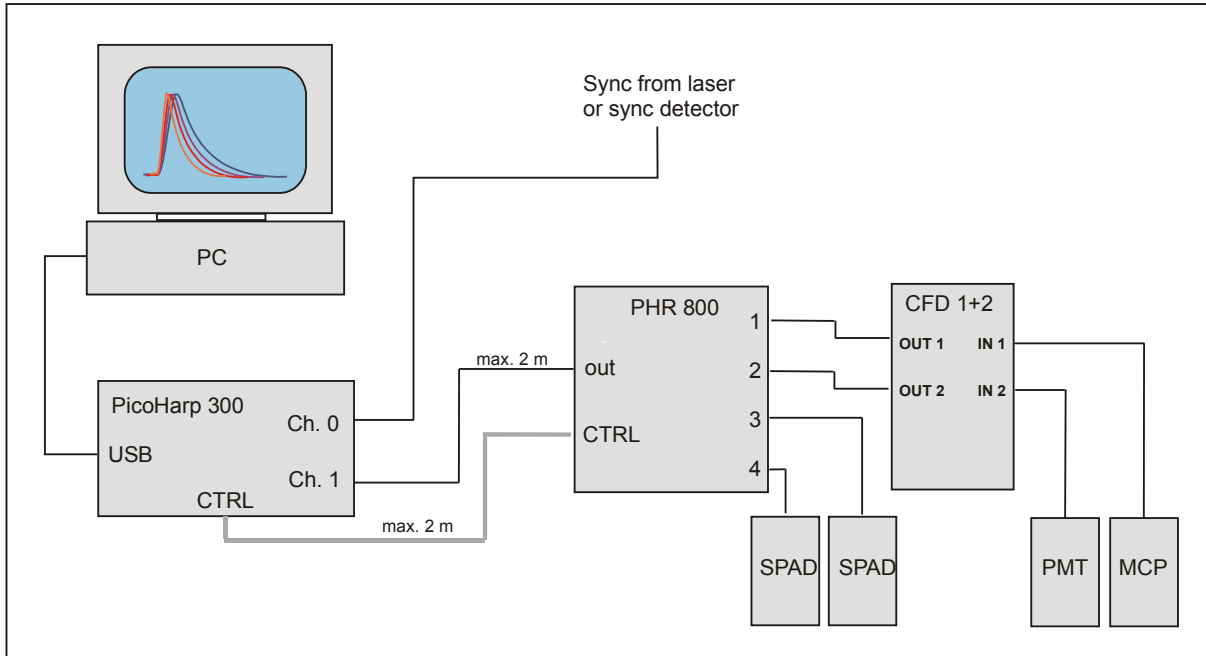 Sync from laser
or sync detector
PC
PicoHarp 300
Ch. 0
USB
Ch. 1
CTRL
max. 2 m
max. 2 m
PHR 800
out
CTRL
1
2
3
4
CFD 1+2
OUT 1
IN 1
OUT 2
IN 2
SPAD
SPAD
PMT
MCP